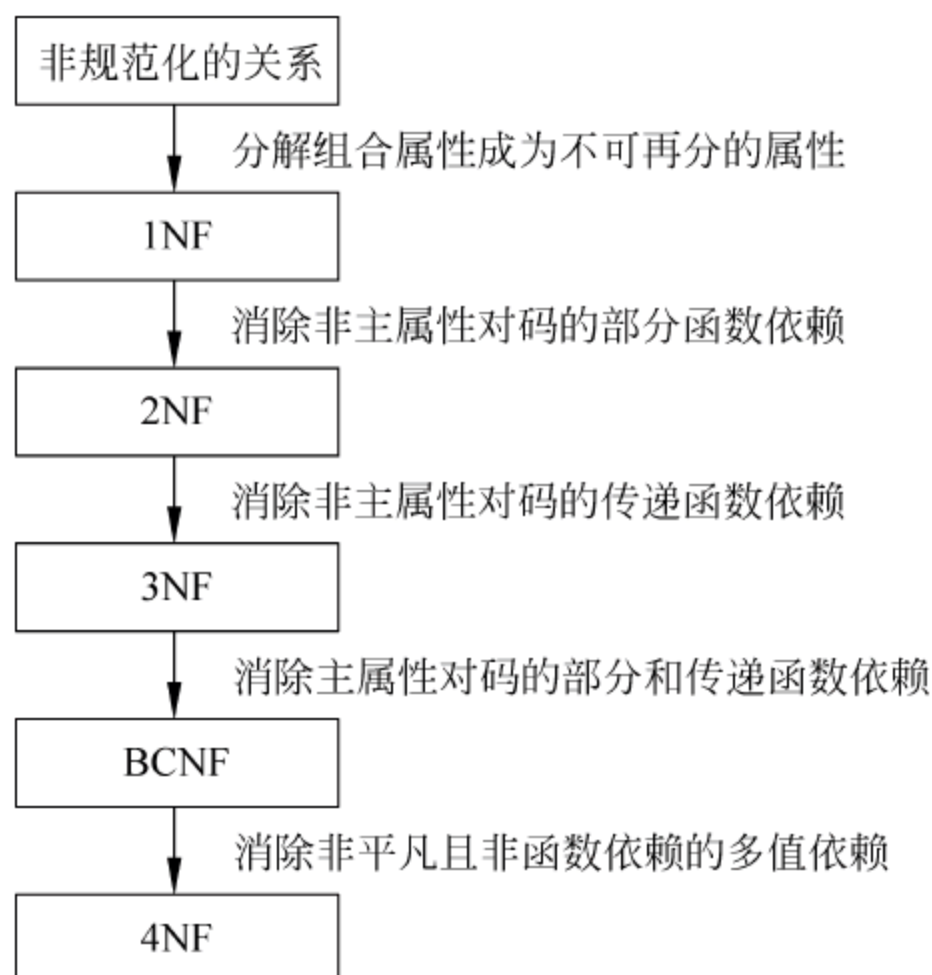 非规范化的关系
分解组合属性成为不可再分的属性
1NF
消除非主属性对码的部分函数依赖
2NF
消除非主属性对码的传递函数依赖
3NF
消除主属性对码的部分和传递函数依赖
BCNF
消除非平凡且非函数依赖的多值依赖
4NF